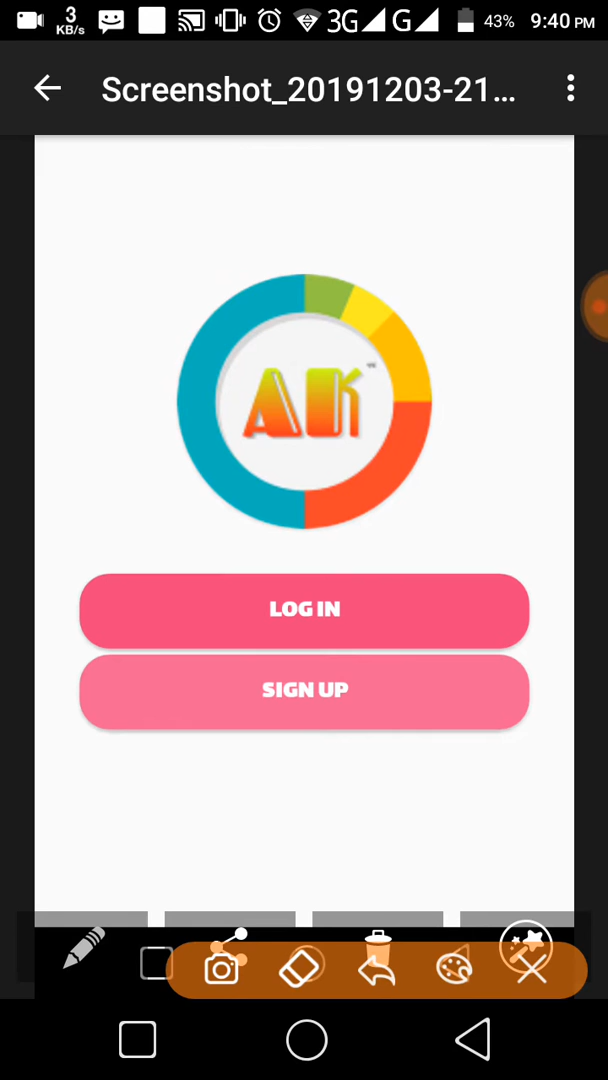 3 KB/s 3G G 43% 9:40 PM
Screenshot_20191203-21...
AK
LOG IN
SIGN UP